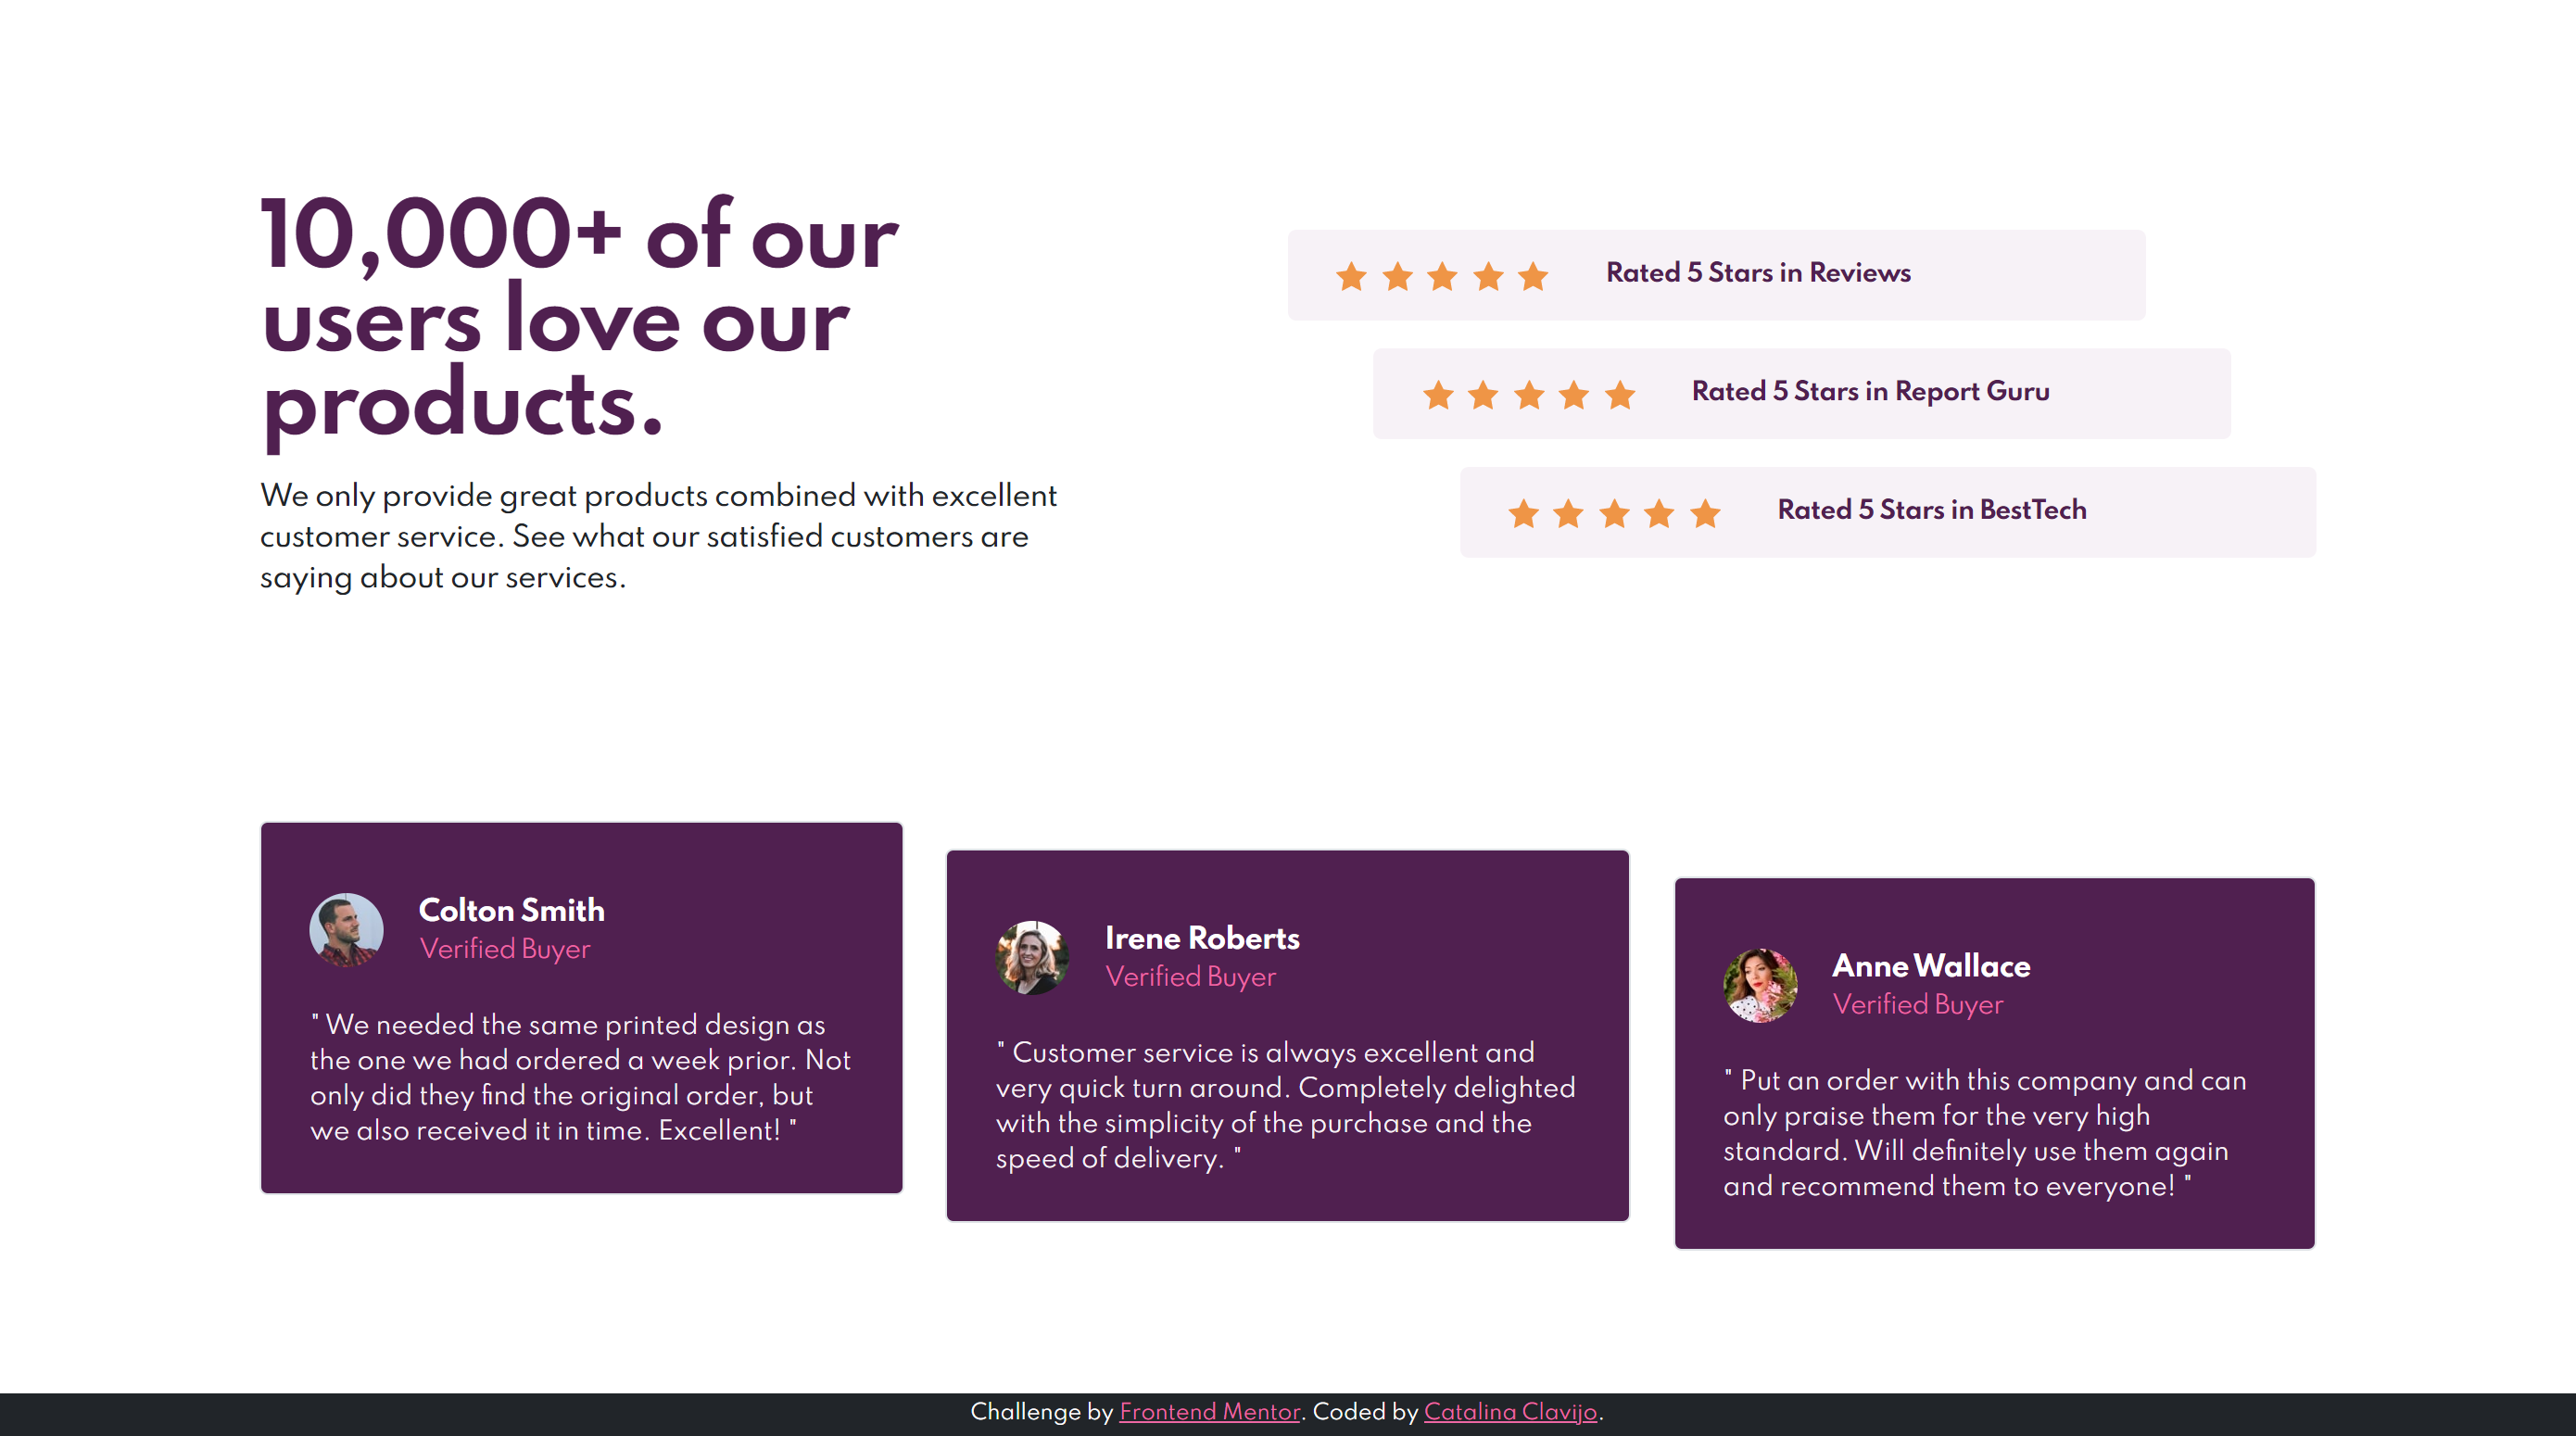 10,000+ of our
users love our
products.
We only provide great products combined with excellent
customer service. See what our satisfied customers are
saying about our services.
Rated 5 Stars in Reviews
Rated 5 Stars in Report Guru
Rated 5 Stars in BestTech
Colton Smith
Verified Buyer
" We needed the same printed design as
the one we had ordered a week prior. Not
only did they find the original order, but
we also received it in time. Excellent! "
Irene Roberts
Verified Buyer
" Customer service is always excellent and
very quick turn around. Completely delighted
with the simplicity of the purchase and the
speed of delivery. "
Anne Wallace
Verified Buyer
" Put an order with this company and can
only praise them for the very high
standard. Will definitely use them again
and recommend them to everyone! "
Challenge by Frontend Mentor. Coded by Catalina Clavijo.